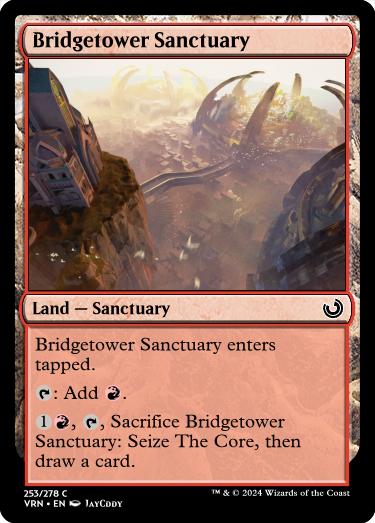 Bridgetower Sanctuary
Land — Sanctuary
Bridgetower Sanctuary enters
tapped.
: Add .
1 , , Sacrifice Bridgetower
Sanctuary: Seize The Core, then
draw a card.
253/278 C
VRN • EN JAYCDDY
™ & © 2024 Wizards of the Coast